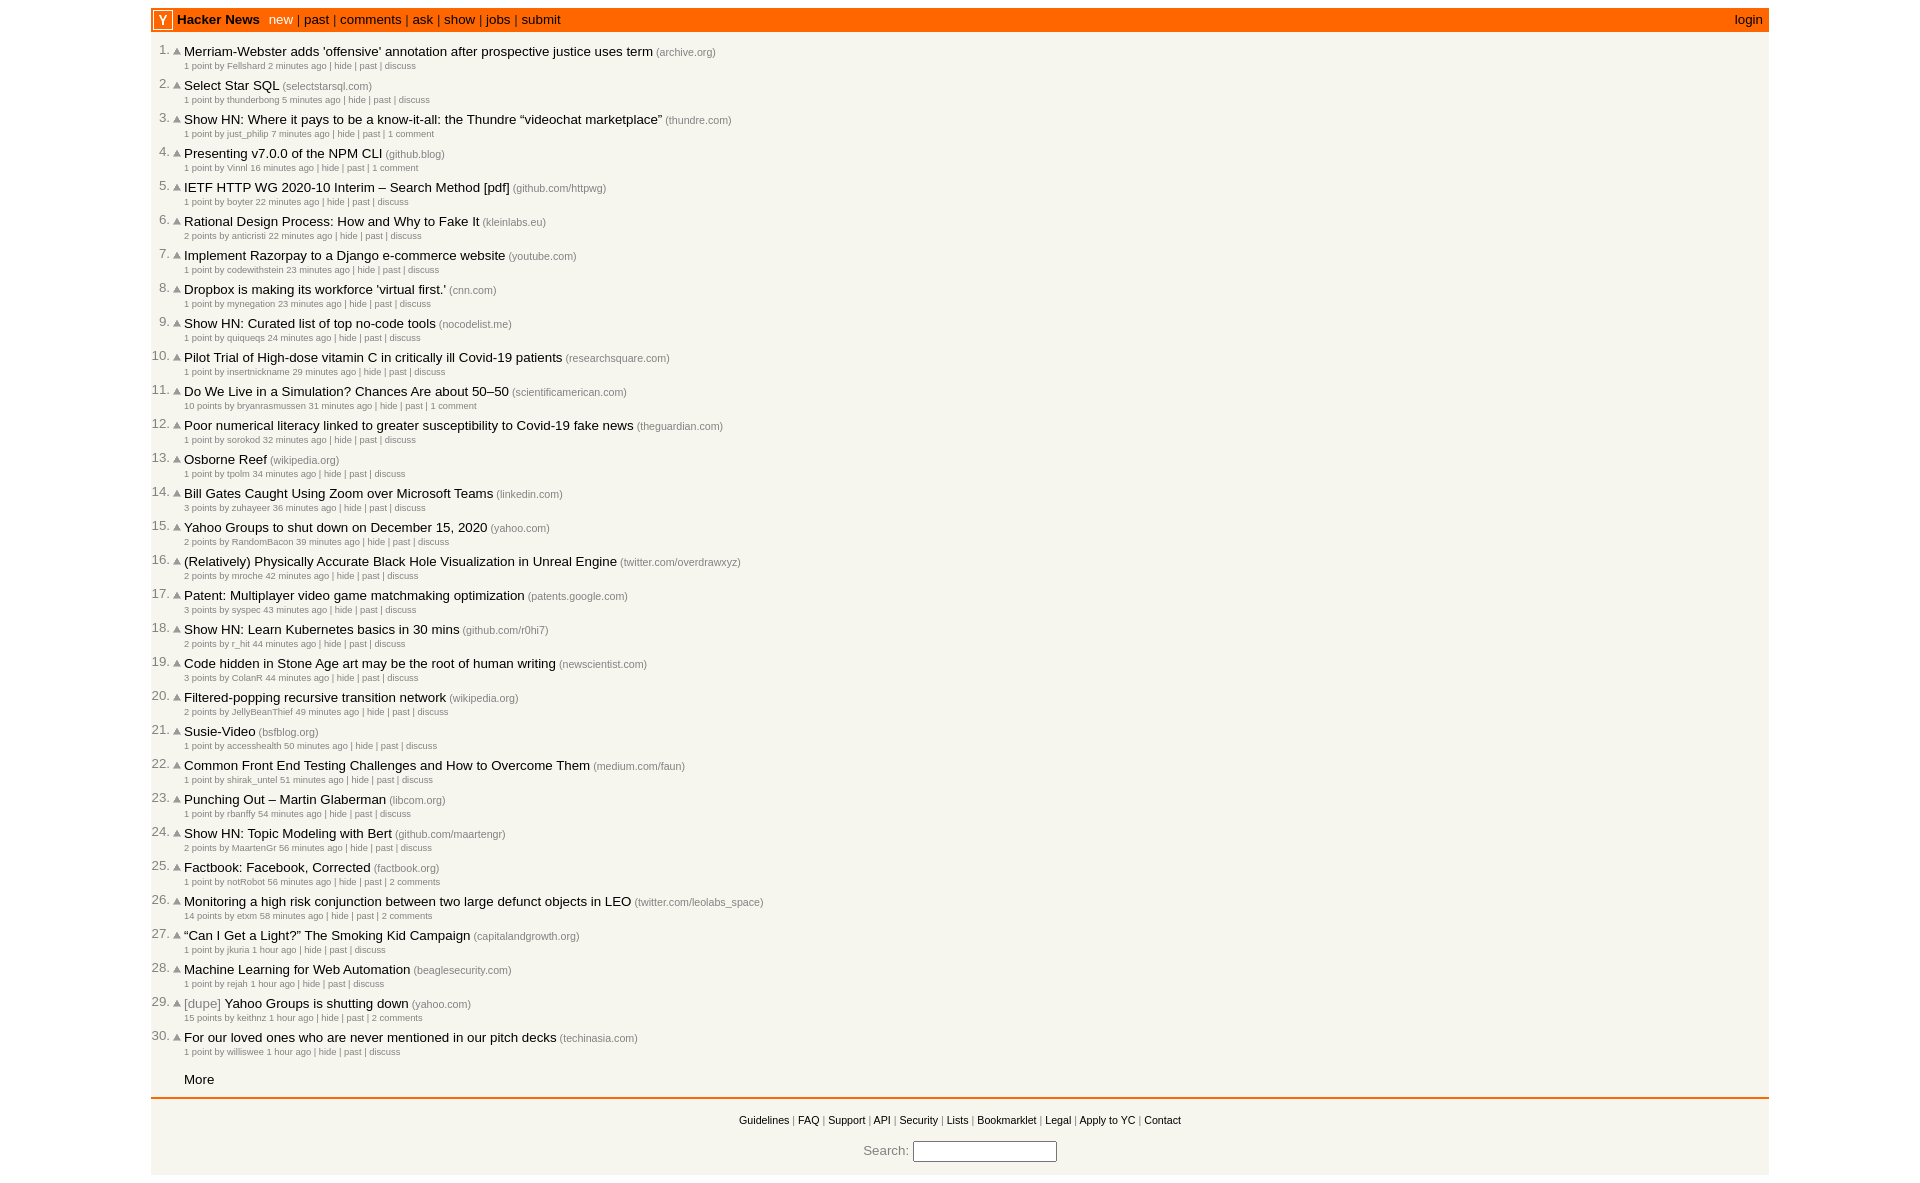 Y Hacker News new | past | comments | ask | show | jobs | submit login
1. Merriam-Webster adds 'offensive' annotation after prospective justice uses term (archive.org)
1 point by Fellshard 2 minutes ago | hide | past | discuss
2. Select Star SQL (selectstarsql.com)
1 point by thunderbong 5 minutes ago | hide | past | discuss
3. Show HN: Where it pays to be a know-it-all: the Thundre “videochat marketplace” (thundre.com)
1 point by just_philip 7 minutes ago | hide | past | 1 comment
4. Presenting v7.0.0 of the NPM CLI (github.blog)
1 point by Vinnl 16 minutes ago | hide | past | 1 comment
5. IETF HTTP WG 2020-10 Interim – Search Method [pdf] (github.com/httpwg)
1 point by boyter 22 minutes ago | hide | past | discuss
6. Rational Design Process: How and Why to Fake It (kleinlabs.eu)
2 points by anticristi 22 minutes ago | hide | past | discuss
7. Implement Razorpay to a Django e-commerce website (youtube.com)
1 point by codewithstein 23 minutes ago | hide | past | discuss
8. Dropbox is making its workforce 'virtual first.' (cnn.com)
1 point by mynegation 23 minutes ago | hide | past | discuss
9. Show HN: Curated list of top no-code tools (nocodelist.me)
1 point by quiqueqs 24 minutes ago | hide | past | discuss
10. Pilot Trial of High-dose vitamin C in critically ill Covid-19 patients (researchsquare.com)
1 point by insertnickname 29 minutes ago | hide | past | discuss
11. Do We Live in a Simulation? Chances Are about 50–50 (scientificamerican.com)
10 points by bryanrasmussen 31 minutes ago | hide | past | 1 comment
12. Poor numerical literacy linked to greater susceptibility to Covid-19 fake news (theguardian.com)
1 point by sorokod 32 minutes ago | hide | past | discuss
13. Osborne Reef (wikipedia.org)
1 point by tpolm 34 minutes ago | hide | past | discuss
14. Bill Gates Caught Using Zoom over Microsoft Teams (linkedin.com)
3 points by zuhayeer 36 minutes ago | hide | past | discuss
15. Yahoo Groups to shut down on December 15, 2020 (yahoo.com)
2 points by RandomBacon 39 minutes ago | hide | past | discuss
16. (Relatively) Physically Accurate Black Hole Visualization in Unreal Engine (twitter.com/overdrawxyz)
2 points by mroche 42 minutes ago | hide | past | discuss
17. Patent: Multiplayer video game matchmaking optimization (patents.google.com)
3 points by syspec 43 minutes ago | hide | past | discuss
18. Show HN: Learn Kubernetes basics in 30 mins (github.com/r0hi7)
2 points by r_hit 44 minutes ago | hide | past | discuss
19. Code hidden in Stone Age art may be the root of human writing (newscientist.com)
3 points by ColanR 44 minutes ago | hide | past | discuss
20. Filtered-popping recursive transition network (wikipedia.org)
2 points by JellyBeanThief 49 minutes ago | hide | past | discuss
21. Susie-Video (bsfblog.org)
1 point by accesshealth 50 minutes ago | hide | past | discuss
22. Common Front End Testing Challenges and How to Overcome Them (medium.com/faun)
1 point by shirak_untel 51 minutes ago | hide | past | discuss
23. Punching Out – Martin Glaberman (libcom.org)
1 point by rbanffy 54 minutes ago | hide | past | discuss
24. Show HN: Topic Modeling with Bert (github.com/maartengr)
2 points by MaartenGr 56 minutes ago | hide | past | discuss
25. Factbook: Facebook, Corrected (factbook.org)
1 point by notRobot 56 minutes ago | hide | past | 2 comments
26. Monitoring a high risk conjunction between two large defunct objects in LEO (twitter.com/leolabs_space)
14 points by etxm 58 minutes ago | hide | past | 2 comments
27. “Can I Get a Light?” The Smoking Kid Campaign (capitalandgrowth.org)
1 point by jkuria 1 hour ago | hide | past | discuss
28. Machine Learning for Web Automation (beaglesecurity.com)
1 point by rejah 1 hour ago | hide | past | discuss
29. [dupe] Yahoo Groups is shutting down (yahoo.com)
15 points by keithnz 1 hour ago | hide | past | 2 comments
30. For our loved ones who are never mentioned in our pitch decks (techinasia.com)
1 point by williswee 1 hour ago | hide | past | discuss
More
Guidelines | FAQ | Support | API | Security | Lists | Bookmarklet | Legal | Apply to YC | Contact
Search: